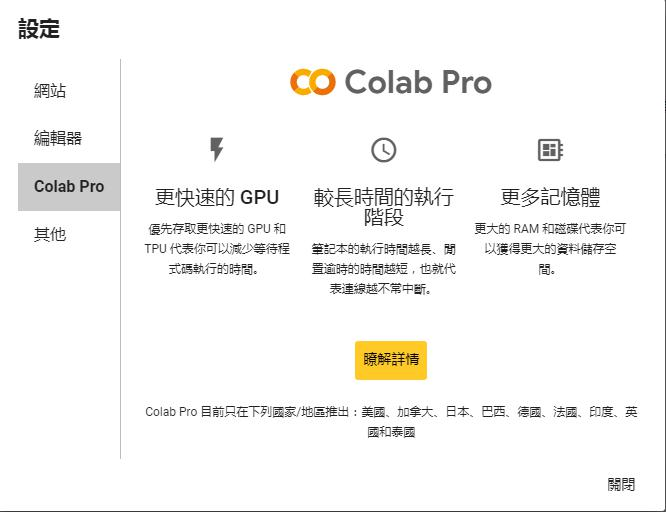 設定
網站
編輯器
Colab Pro
其他
Colab Pro
更快速的 GPU
優先存取更快速的 GPU 和
TPU 代表你可以減少等待程
式碼執行的時間。
較長時間的執行
階段
筆記本的執行時間越長、閒
置逾時的時間越短，也就代
表連線越不常中斷。
更多記憶體
更大的 RAM 和磁碟代表你可
以獲得更大的資料儲存空
間。
瞭解詳情
Colab Pro 目前只在下列國家/地區推出：美國、加拿大、日本、巴西、德國、法國、印度、英
國和泰國
關閉